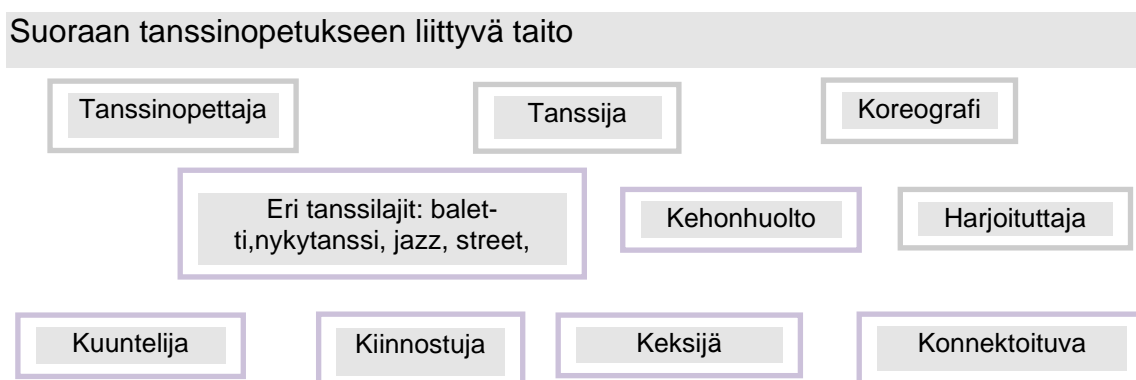 Suoraan tanssinopetukseen liittyvä taito
Tanssinopettaja
Tanssija
Koreografi
Eri tanssilajit: balet-
ti,nykytanssi, jazz, street,
Kehonhuolto
Harjoituttaja
Kuuntelija
Kiinnostuja
Keksijä
Konnektoituva